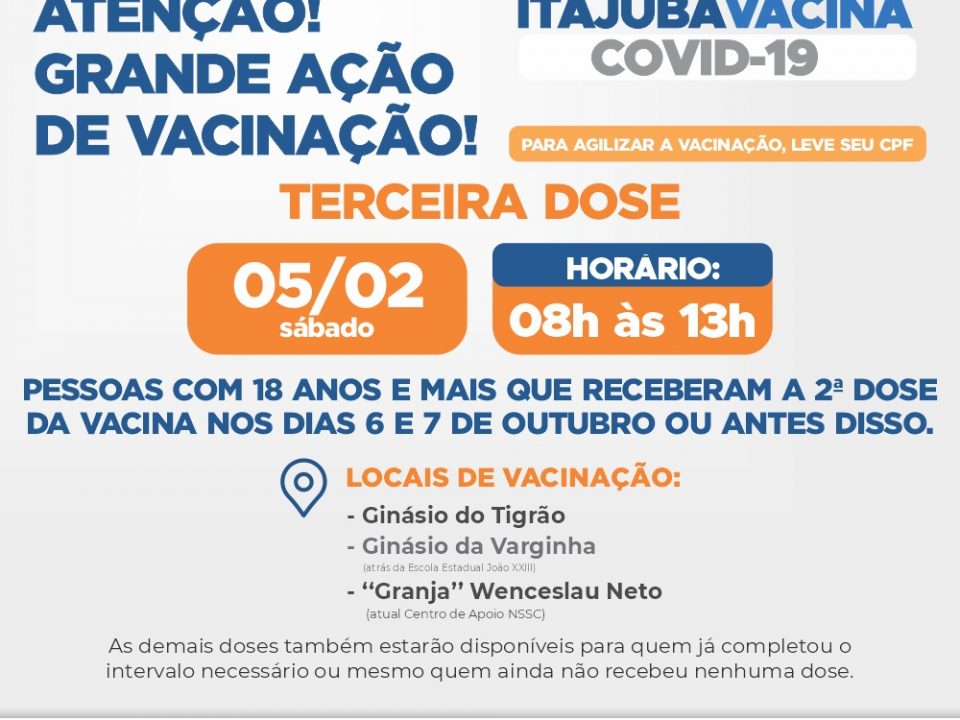 ATENÇÃO!
GRANDE AÇÃO
DE VACINAÇÃO!
ITAJUBÁVACINA
COVID-19
PARA AGILIZAR A VACINAÇÃO, LEVE SEU CPF
TERCEIRA DOSE
05/02
sábado
HORÁRIO:
08h às 13h
PESSOAS COM 18 ANOS E MAIS QUE RECEBERAM A 2ª DOSE
DA VACINA NOS DIAS 6 E 7 DE OUTUBRO OU ANTES DISSO.
LOCAIS DE VACINAÇÃO:
- Ginásio do Tigrão
- Ginásio da Varginha
(atrás da Escola Estadual João XXIII)
- “Granja” Wenceslau Neto
(atual Centro de Apoio NSSC)
As demais doses também estarão disponíveis para quem já completou o
intervalo necessário ou mesmo quem ainda não recebeu nenhuma dose.